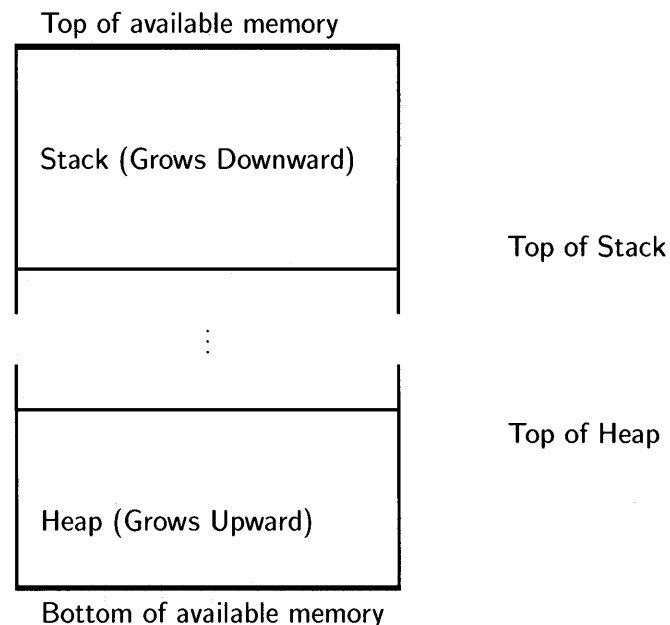 Top of available memory
Stack (Grows Downward)
Top of Stack
⋮
Top of Heap
Heap (Grows Upward)
Bottom of available memory